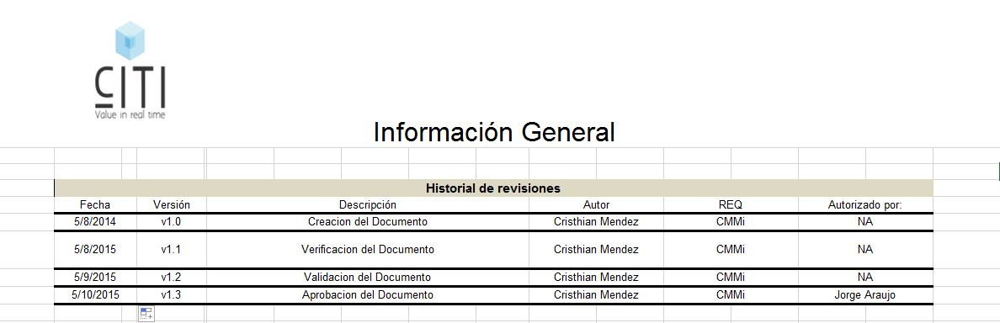 CITI
Value in real time
Información General
Historial de revisiones
Fecha Versión Descripción Autor REQ Autorizado por:
5/8/2014 v1.0 Creacion del Documento Cristhian Mendez CMMi NA
5/8/2015 v1.1 Verificacion del Documento Cristhian Mendez CMMi NA
5/9/2015 v1.2 Validacion del Documento Cristhian Mendez CMMi NA
5/10/2015 v1.3 Aprobacion del Documento Cristhian Mendez CMMi Jorge Araujo